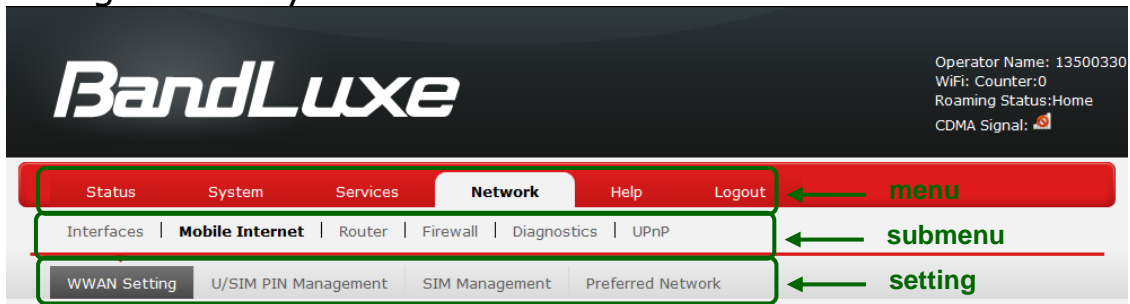 BandLuxe
Operator Name: 13500330
WiFi: Counter:0
Roaming Status:Home
CDMA Signal:
Status System Services Network Help Logout menu
Interfaces | Mobile Internet | Router | Firewall | Diagnostics | UPnP submenu
WWAN Setting U/SIM PIN Management SIM Management Preferred Network setting